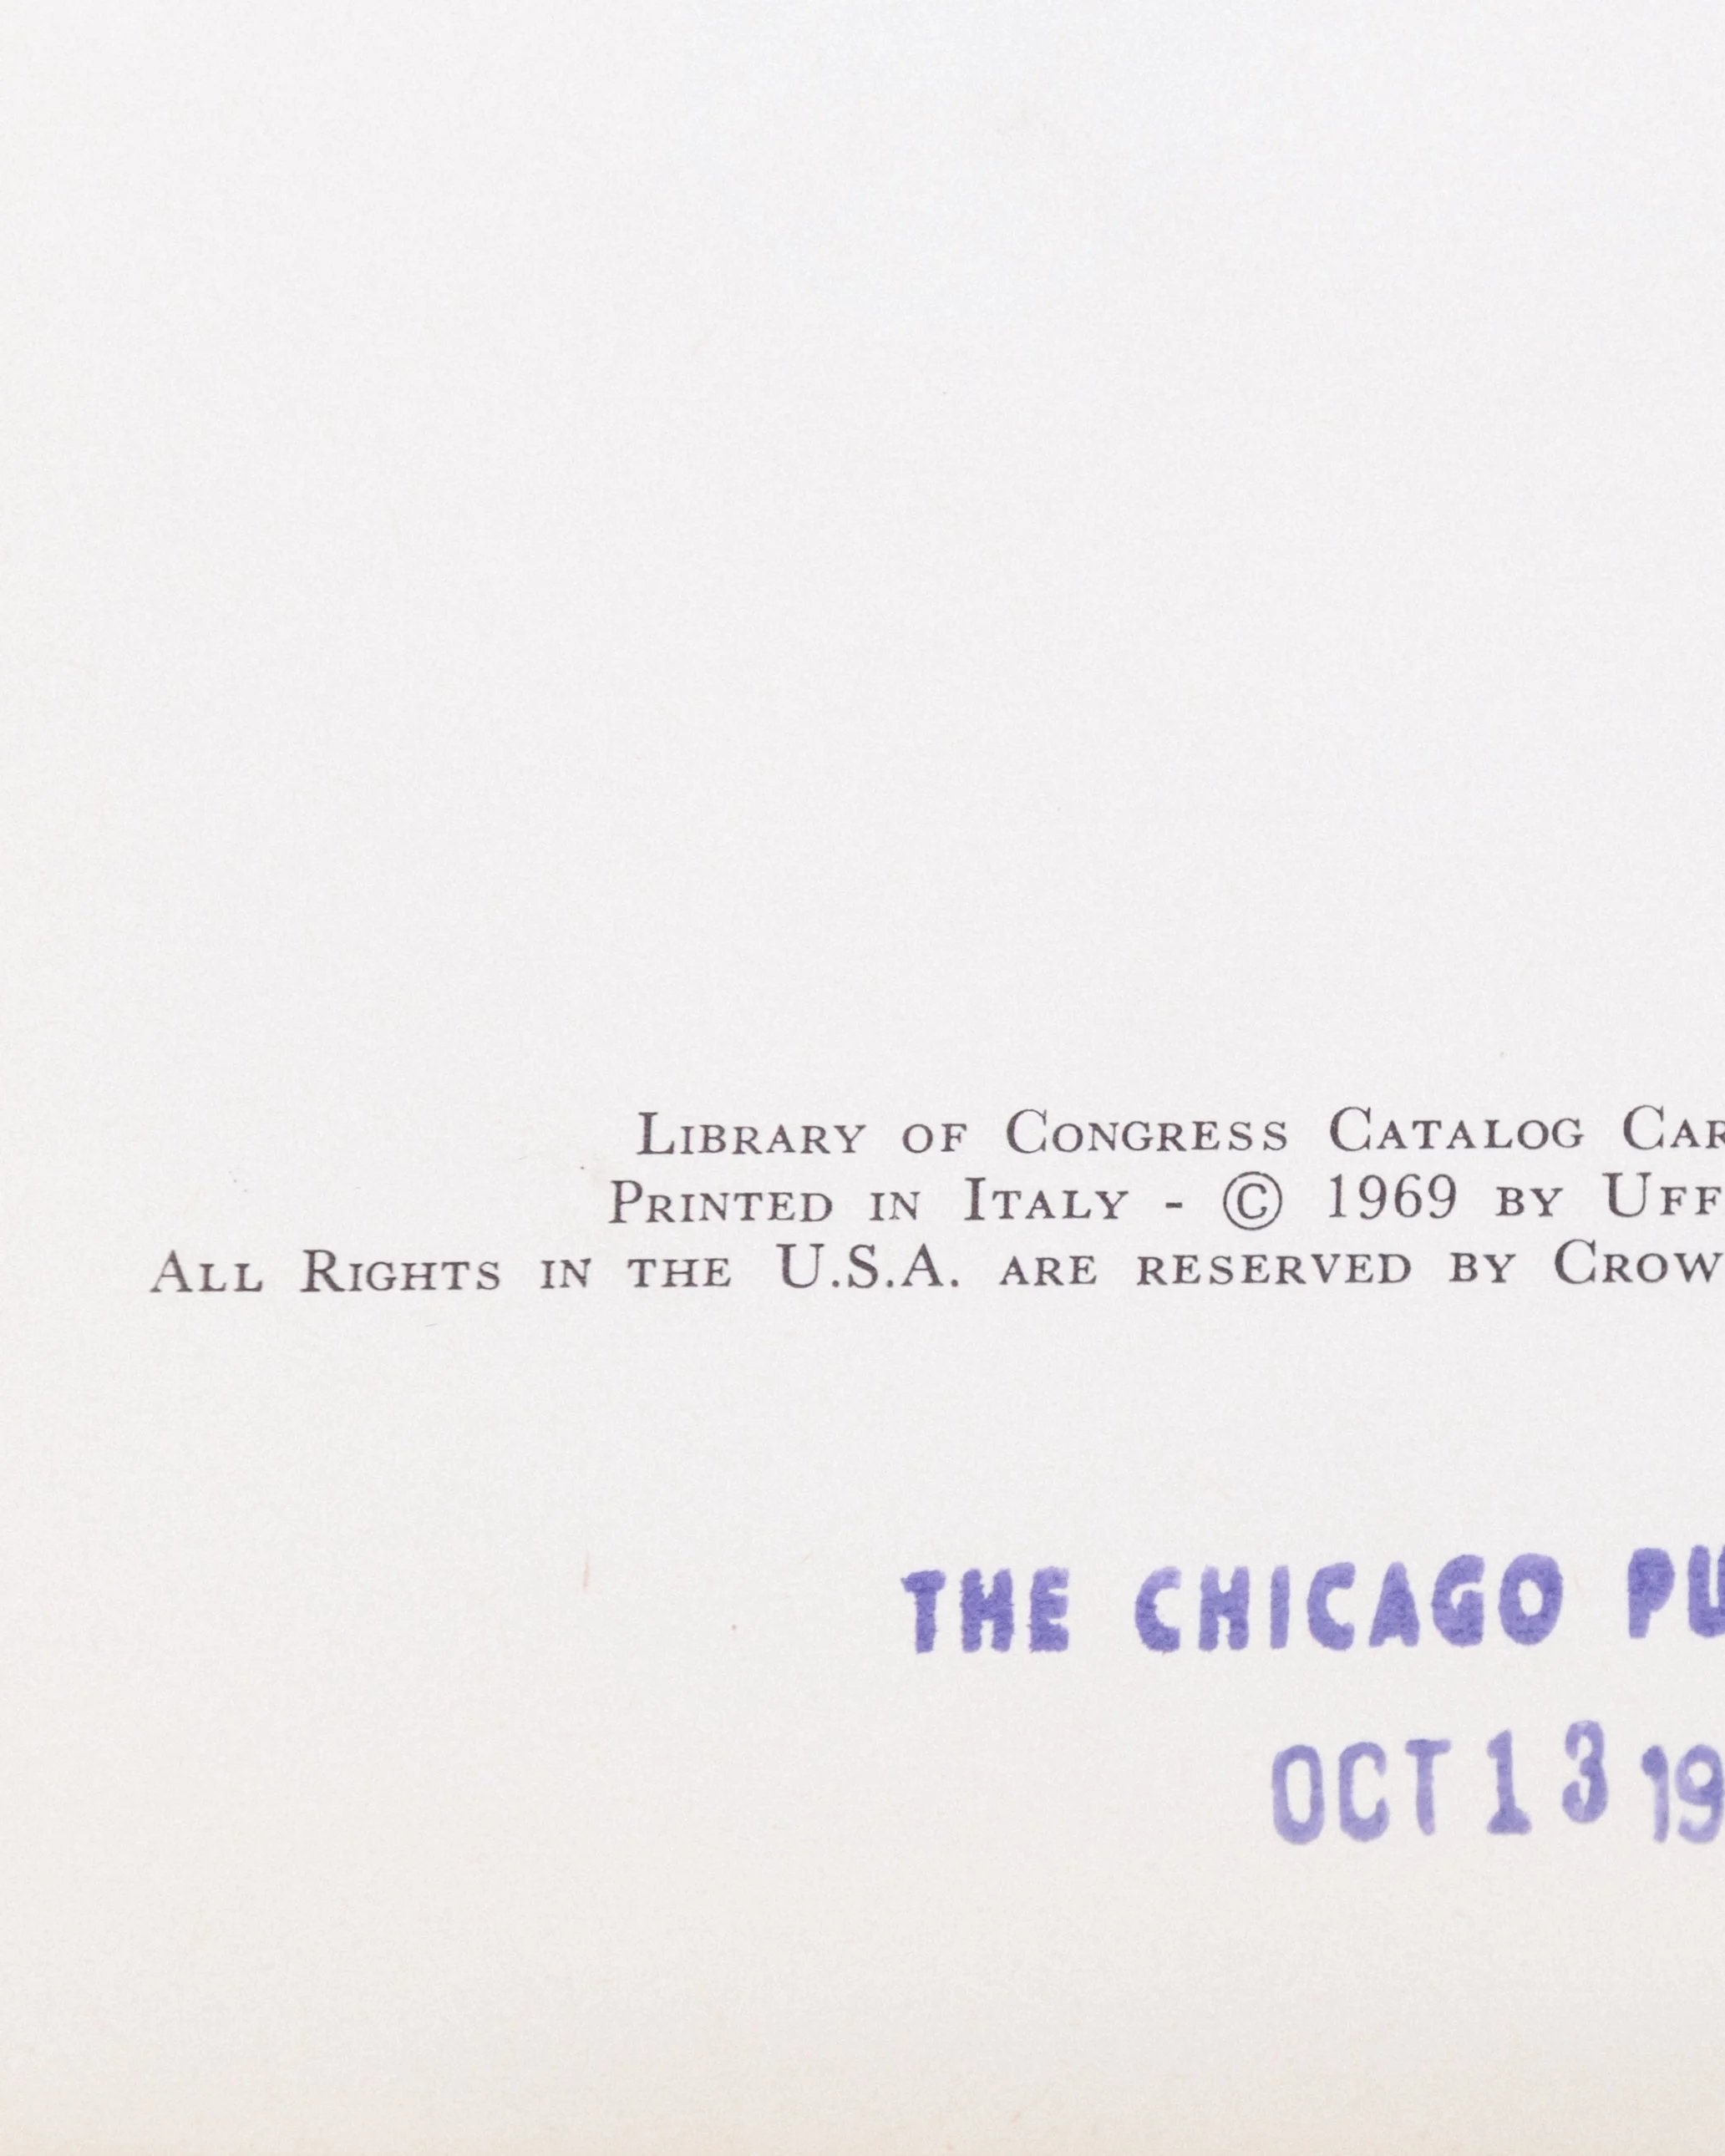 LIBRARY OF CONGRESS CATALOG CAR
PRINTED IN ITALY - © 1969 BY UFF
ALL RIGHTS IN THE U.S.A. ARE RESERVED BY CROW
THE CHICAGO PU
OCT 13 19